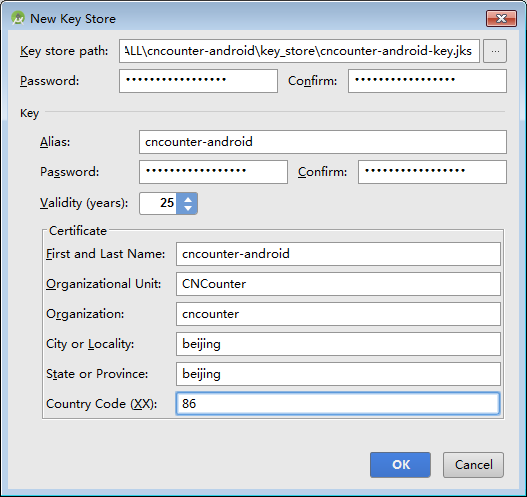 New Key Store
Key store path: ALL\cncounter-android\key_store\cncounter-android-key.jks ...
Password: •••••••••••••••• Confirm: ••••••••••••••••
Key
Alias: cncounter-android
Password: •••••••••••••••• Confirm: ••••••••••••••••
Validity (years): 25
Certificate
First and Last Name: cncounter-android
Organizational Unit: CNCounter
Organization: cncounter
City or Locality: beijing
State or Province: beijing
Country Code (XX): 86
OK Cancel